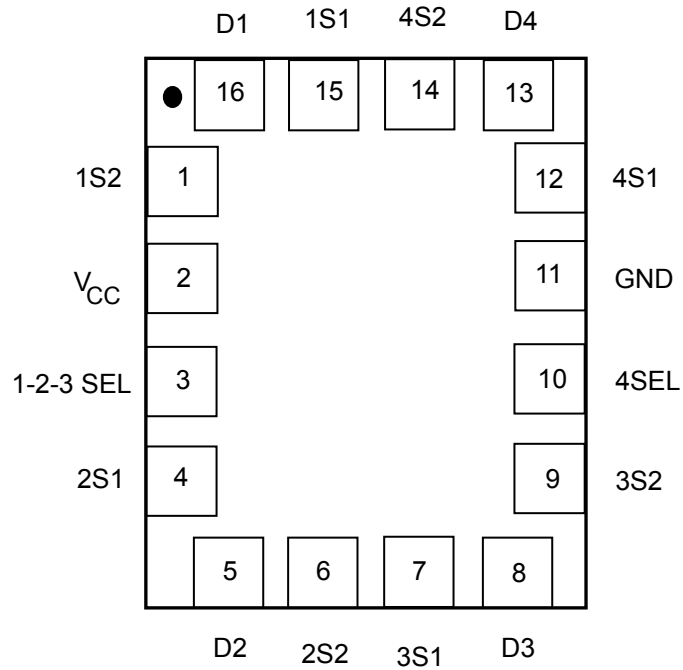 D1 1S1 4S2 D4
16 15 14 13
1S2 1 12 4S1
VCC 2 11 GND
1-2-3 SEL 3 10 4SEL
2S1 4 9 3S2
5 6 7 8
D2 2S2 3S1 D3